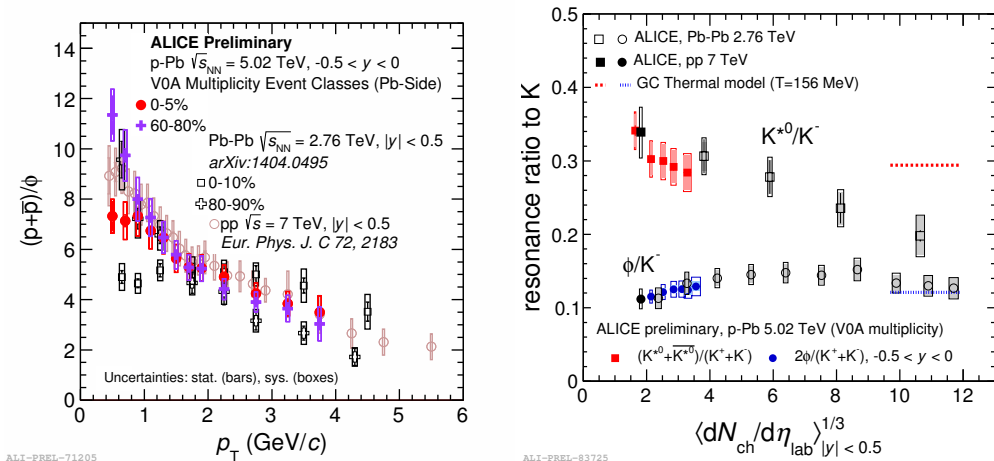 ALICE Preliminary
p-Pb √sNN = 5.02 TeV, -0.5 < y < 0
V0A Multiplicity Event Classes (Pb-Side)
0-5%
60-80%
Pb-Pb √sNN = 2.76 TeV, |y| < 0.5
arXiv:1404.0495
0-10%
80-90%
pp √s = 7 TeV, |y| < 0.5
Eur. Phys. J. C 72, 2183
Uncertainties: stat. (bars), sys. (boxes)
(p+p̅)/ϕ
14
12
10
8
6
4
2
0
0 1 2 3 4 5 6
pT (GeV/c)
ALI-PREL-71205
ALICE, Pb-Pb 2.76 TeV
ALICE, pp 7 TeV
GC Thermal model (T=156 MeV)
K*0/K-
ϕ/K-
ALICE preliminary, p-Pb 5.02 TeV (V0A multiplicity)
(K*0+K̅*̅0̅)/(K++K-)
2ϕ/(K++K-), -0.5 < y < 0
resonance ratio to K
0.5
0.4
0.3
0.2
0.1
0
0 2 4 6 8 10 12
⟨dNch/dηlab⟩1/3|y| < 0.5
ALI-PREL-83725